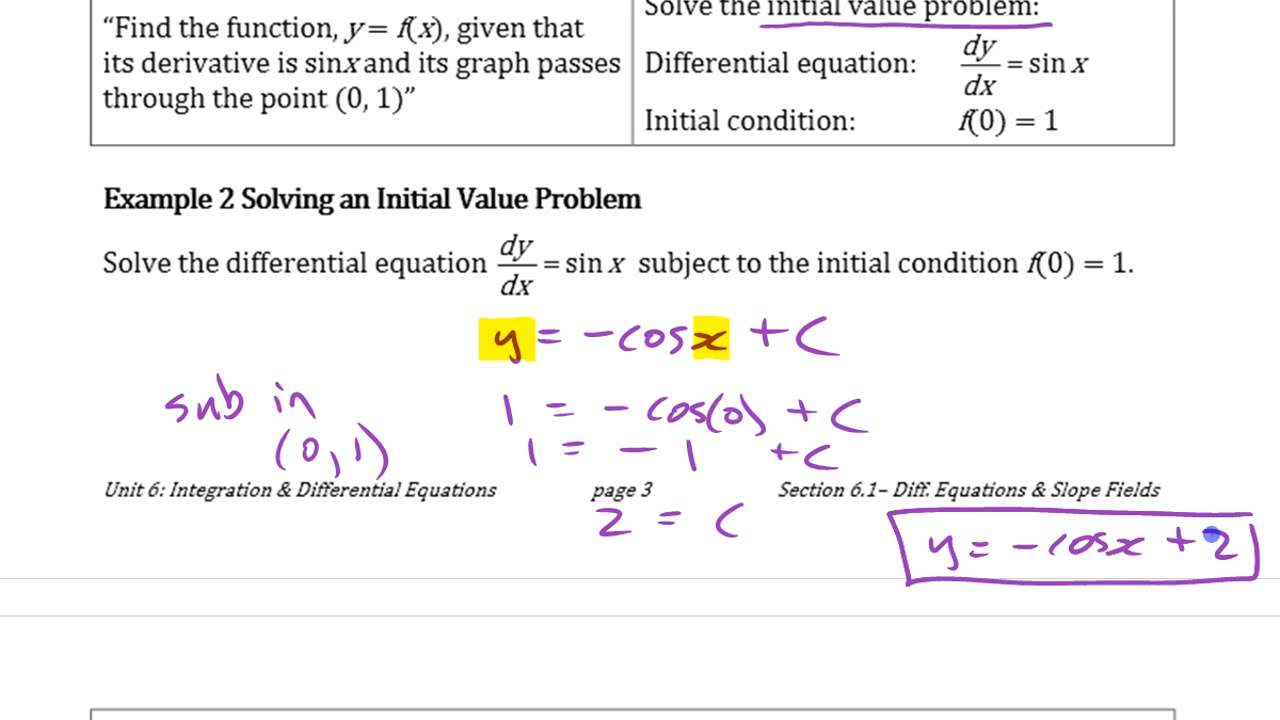 "Find the function, y = f(x), given that
its derivative is sinx and its graph passes
through the point (0, 1)"
Solve the initial value problem:
Differential equation: dy/dx = sin x
Initial condition: f(0) = 1
Example 2 Solving an Initial Value Problem
Solve the differential equation dy/dx = sin x subject to the initial condition f(0) = 1.
y = -cosx + C
sub in
(0,1)
1 = - cos(0) + C
1 = - 1 + C
Unit 6: Integration & Differential Equations page 3 Section 6.1– Diff. Equations & Slope Fields
2 = C
y = -cosx + 2